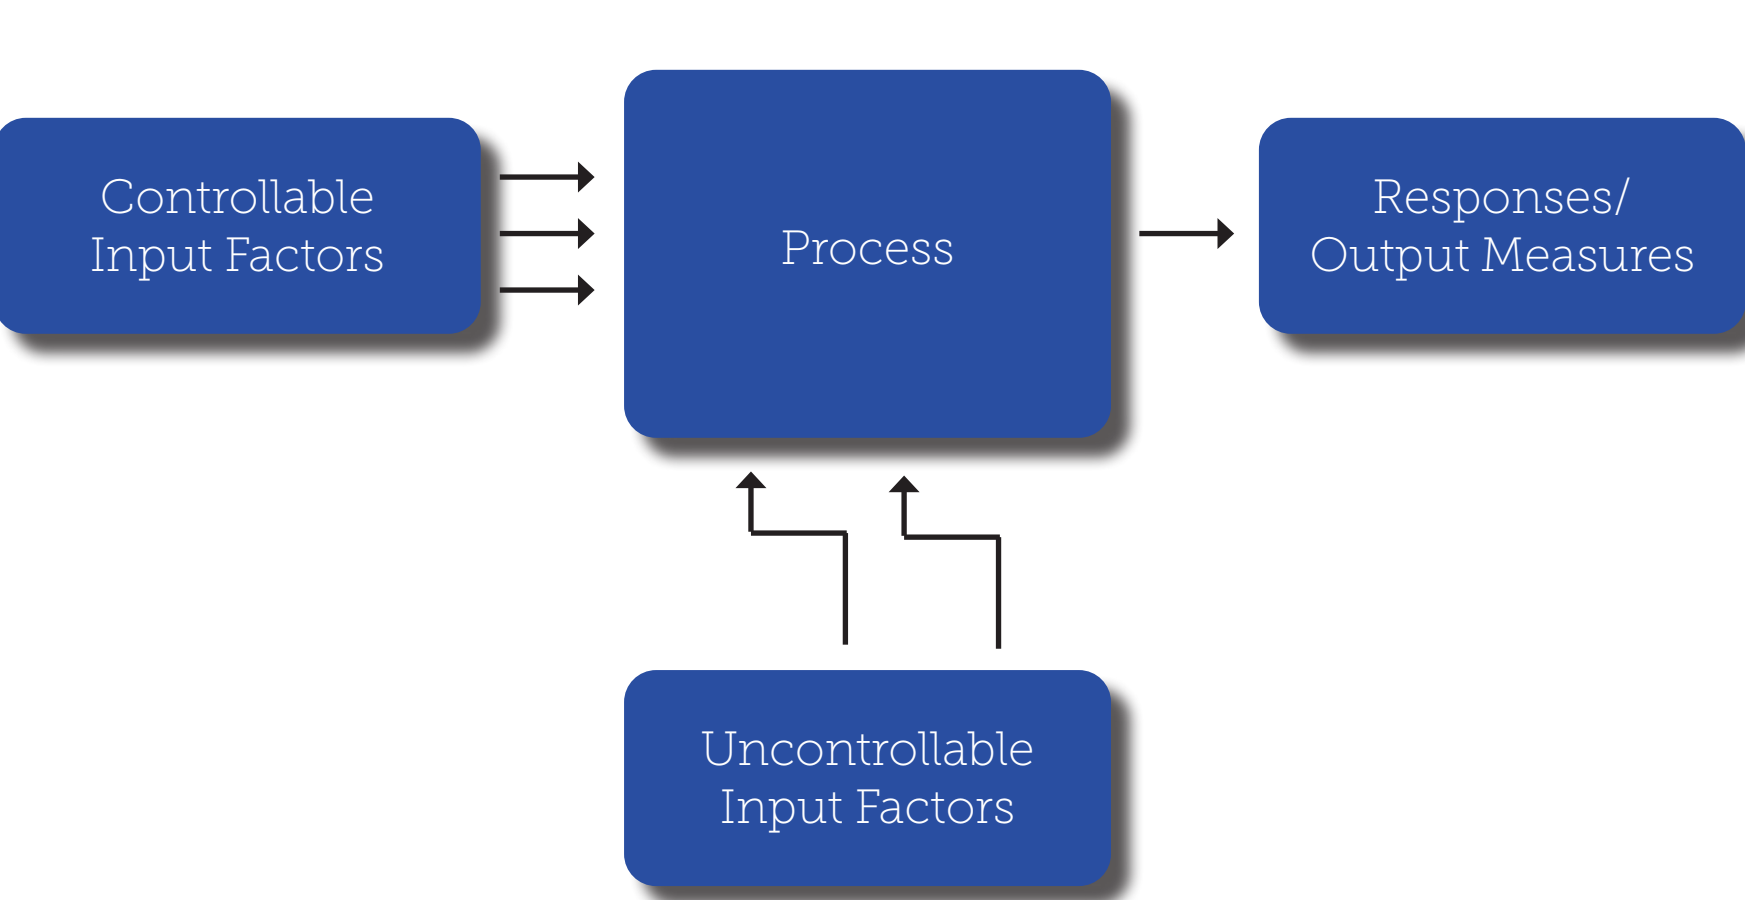 Controllable
Input Factors
Process
Responses/
Output Measures
Uncontrollable
Input Factors